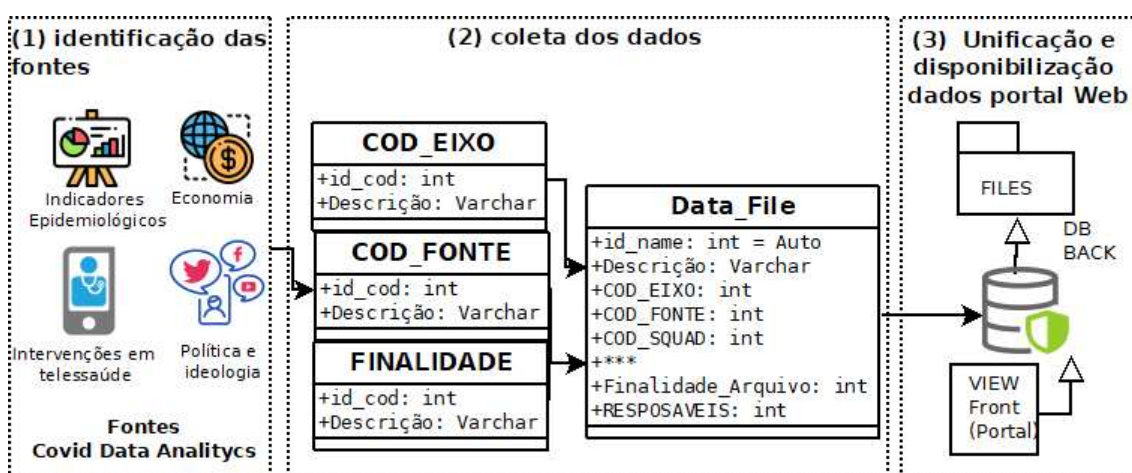 (1) identificação das
fontes
Indicadores
Epidemiológicos
Economia
Intervenções em
telessaúde
Política e
ideologia
Fontes
Covid Data Analitycs
(2) coleta dos dados
COD_EIXO
+id_cod: int
+Descrição: Varchar
COD_FONTE
+id_cod: int
+Descrição: Varchar
FINALIDADE
+id_cod: int
+Descrição: Varchar
Data_File
+id_name: int = Auto
+Descrição: Varchar
+COD_EIXO: int
+COD_FONTE: int
+COD_SQUAD: int
+***
+Finalidade_Arquivo: int
+RESPOSAVEIS: int
(3) Unificação e
disponibilização
dados portal Web
FILES
DB
BACK
VIEW
Front
(Portal)